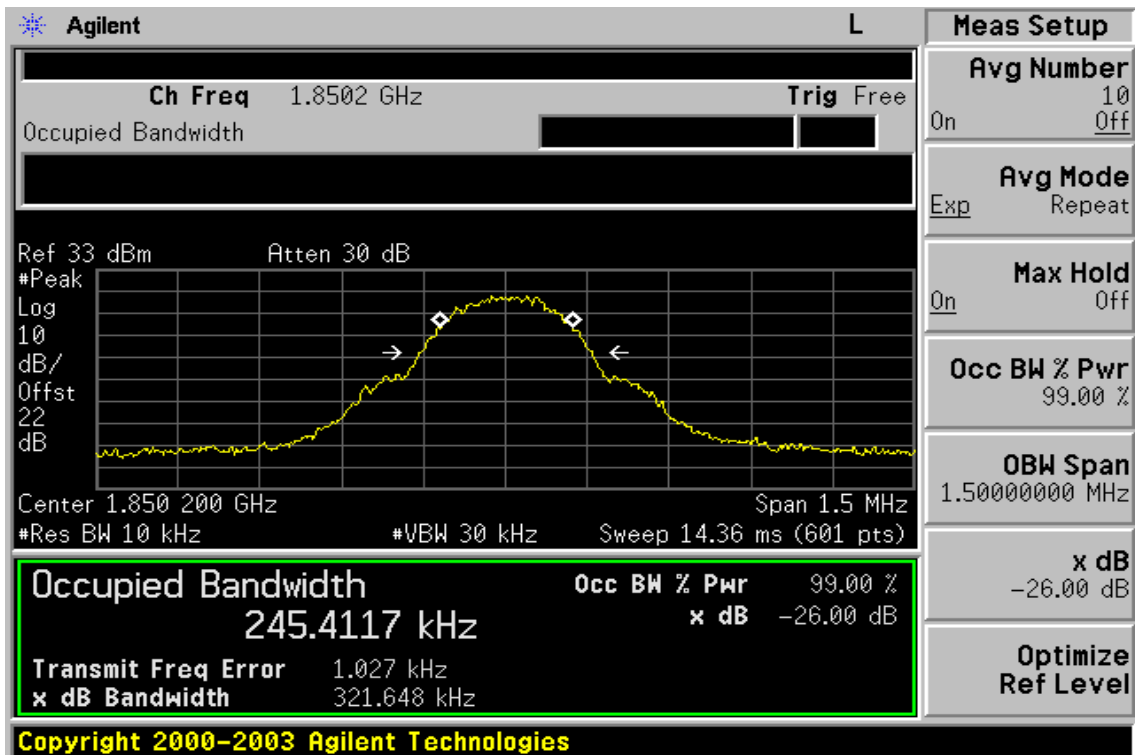 Agilent L
Ch Freq 1.8502 GHz Trig Free
Occupied Bandwidth
Ref 33 dBm Atten 30 dB
#Peak
Log
10
dB/
Offst
22
dB
Center 1.850 200 GHz Span 1.5 MHz
#Res BW 10 kHz #VBW 30 kHz Sweep 14.36 ms (601 pts)
Occupied Bandwidth
245.4117 kHz
Occ BW % Pwr 99.00 %
x dB -26.00 dB
Transmit Freq Error 1.027 kHz
x dB Bandwidth 321.648 kHz
Copyright 2000-2003 Agilent Technologies
Meas Setup
Avg Number
10
On Off
Avg Mode
Exp Repeat
Max Hold
On Off
Occ BW % Pwr
99.00 %
OBW Span
1.50000000 MHz
x dB
-26.00 dB
Optimize
Ref Level